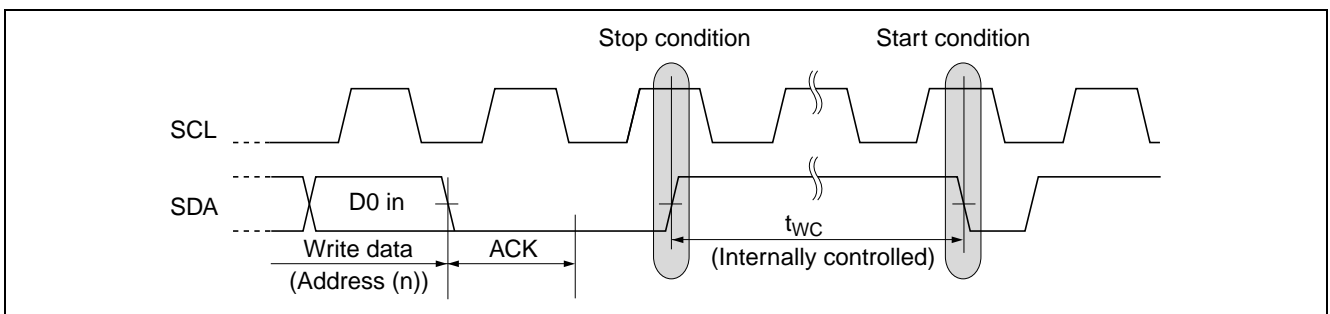 Stop condition
Start condition
SCL
SDA
D0 in
Write data
(Address (n))
ACK
tWC
(Internally controlled)